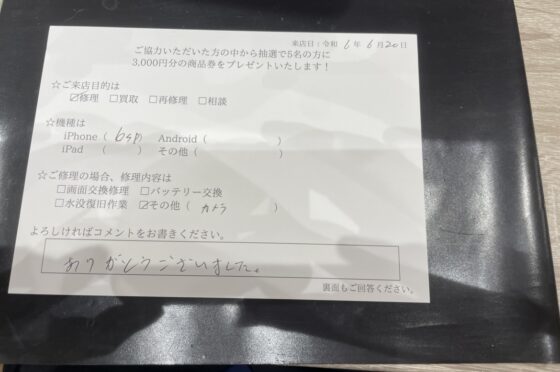 来店日：令和 6年 6月20日
ご協力いただいた方の中から抽選で5名の方に
3,000円分の商品券をプレゼントいたします！
☆ご来店目的は
☑修理 □買取 □再修理 □相談
☆機種は
iPhone（6sp） Android（ ）
iPad （ ） その他（ ）
☆ご修理の場合、修理内容は
□画面交換修理 □バッテリー交換
□水没復旧作業 ☑その他（カメラ ）
よろしければコメントをお書きください。
ありがとうございました。
裏面もご回答ください。